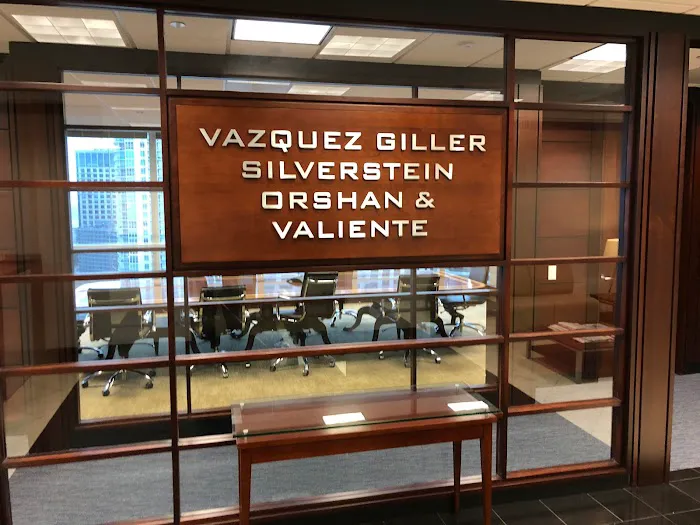 VAZQUEZ GILLER
SILVERSTEIN
ORSHAN &
VALIENTE